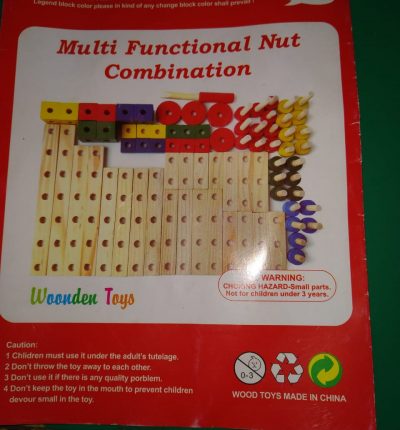 Legend block color please in kind of any change block color shall prevail !
Multi Functional Nut
Combination
WARNING:
CHOIONG HAZARD-Small parts.
Not for children under 3 years.
Woonden Toys
Caution:
1 Children must use it under the adult's tutelage.
2 Don't throw the toy away to each other.
3 Don't use it if there is any quality porblem.
4 Don't keep the toy in the mouth to prevent children
devour small in the toy.
0-3
WOOD TOYS MADE IN CHINA